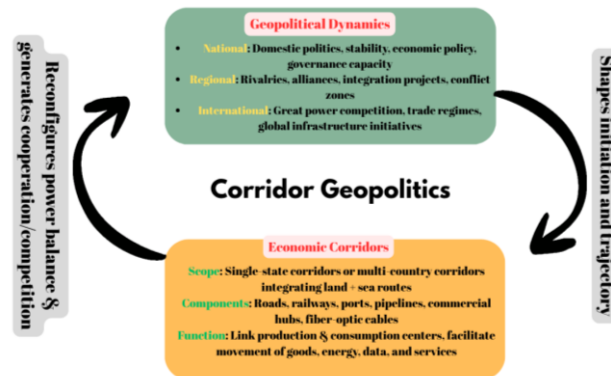 Geopolitical Dynamics
National: Domestic politics, stability, economic policy,
governance capacity
Regional: Rivalries, alliances, integration projects, conflict
zones
International: Great power competition, trade regimes,
global infrastructure initiatives
Reconfigures power balance &
generates cooperation/competition
Corridor Geopolitics
Shapes initiation and trajectory
Economic Corridors
Scope: Single-state corridors or multi-country corridors
integrating land + sea routes
Components: Roads, railways, ports, pipelines, commercial
hubs, fiber-optic cables
Function: Link production & consumption centers, facilitate
movement of goods, energy, data, and services